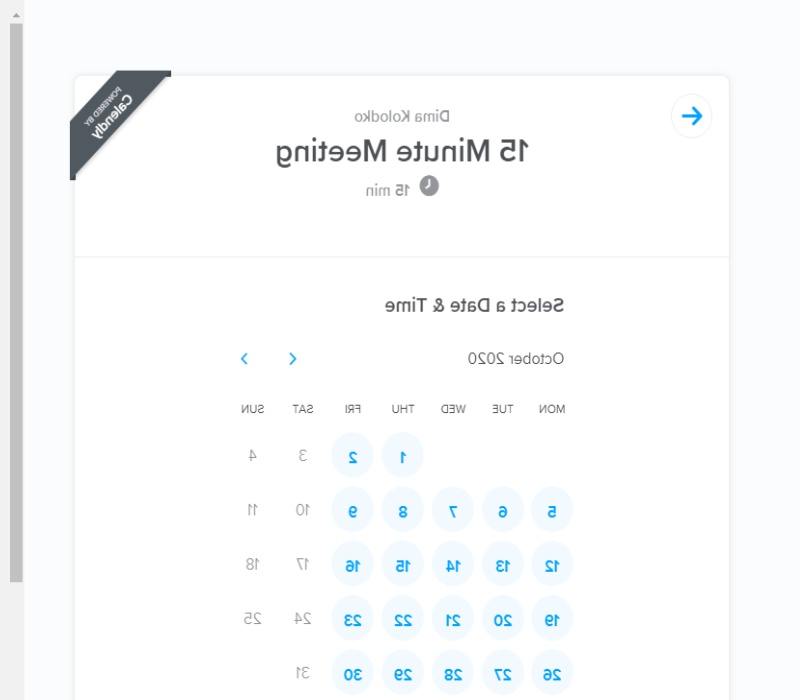 POWERED BY
Calendly
Dima Kolodko
15 Minute Meeting
15 min
Select a Date & Time
October 2020
MON TUE WED THU FRI SAT SUN
1 2 3 4
5 6 7 8 9 10 11
12 13 14 15 16 17 18
19 20 21 22 23 24 25
26 27 28 29 30 31